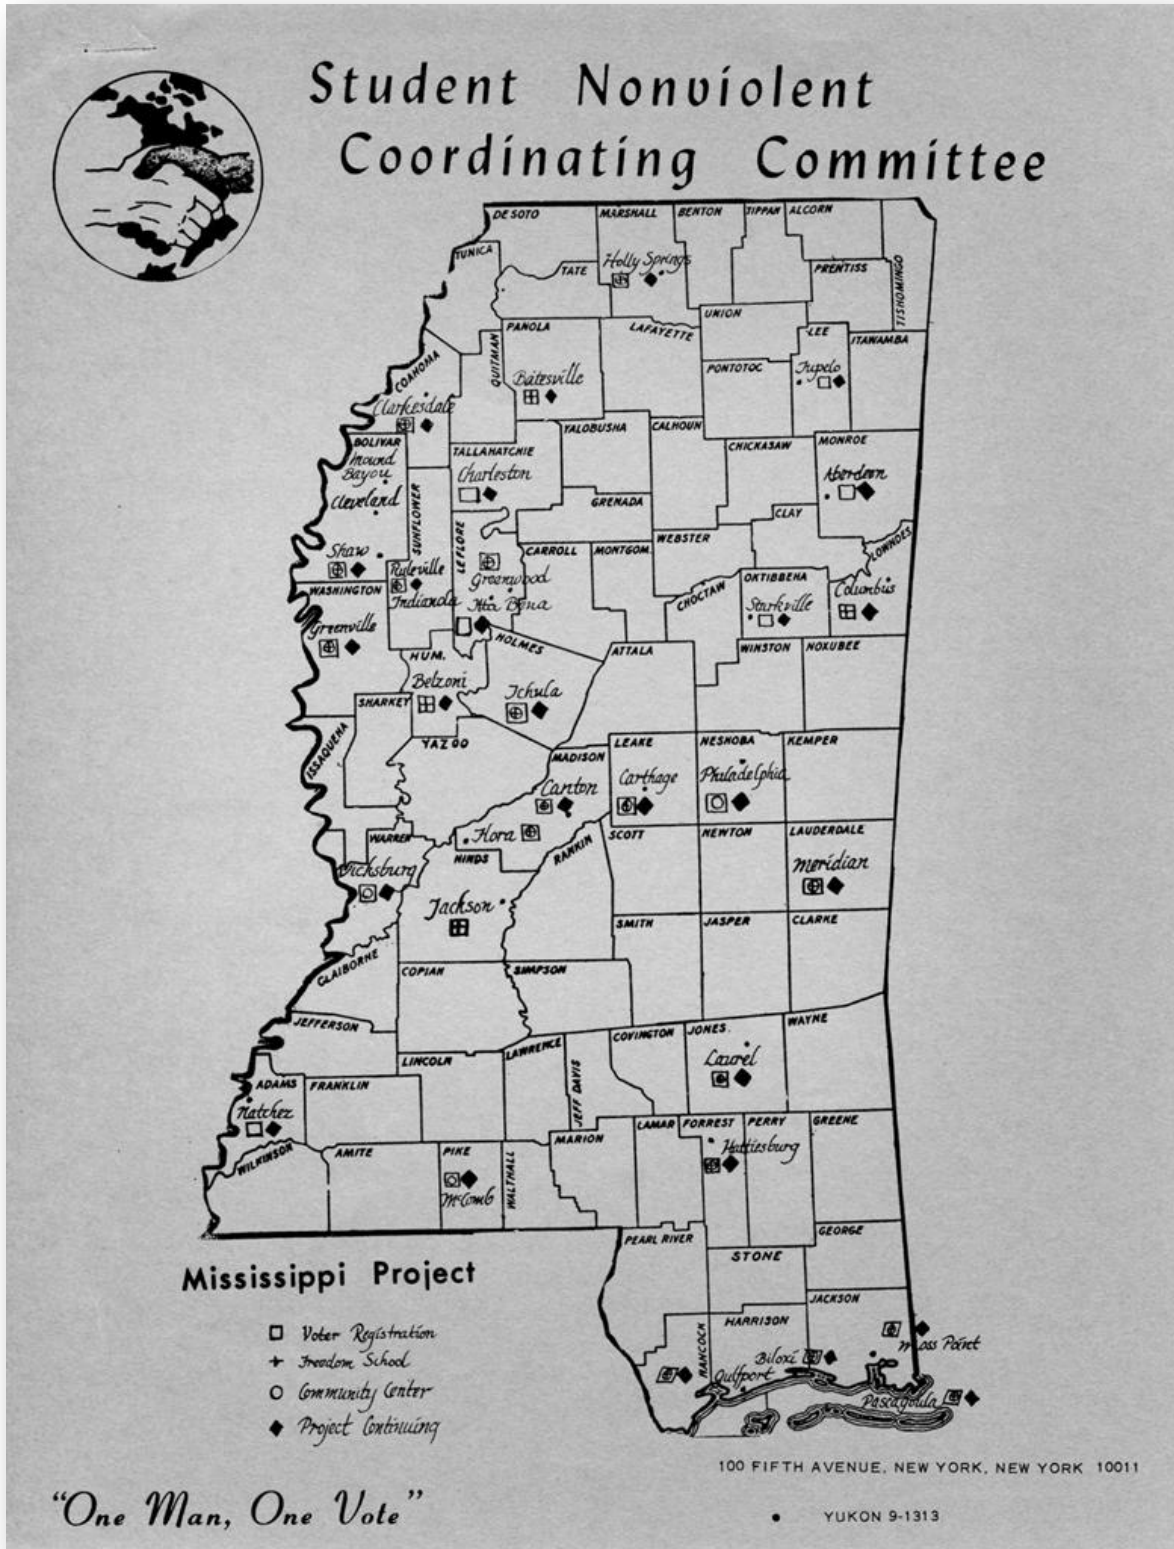 Student Nonviolent
Coordinating Committee
DE SOTO
MARSHALL
BENTON
TIPPAH
ALCORN
TUNICA
TATE
Holly Springs
PRENTISS
TISHOMINGO
UNION
PANOLA
LAFAYETTE
LEE
ITAWAMBA
QUITMAN
COAHOMA
Batesville
PONTOTOC
Tupelo
Clarkesdale
YALOBUSHA
CALHOUN
BOLIVAR
TALLAHATCHIE
CHICKASAW
MONROE
Mound
Bayou
Charleston
Aberdeen
Cleveland
SUNFLOWER
GRENADA
CLAY
LE FLORE
WEBSTER
LOWNDES
Shaw
CARROLL
MONTGOM.
Ruleville
Greenwood
OKTIBBEHA
WASHINGTON
CHOCTAW
Columbus
Indianola
Itta Bena
Starkville
Greenville
HOLMES
ATTALA
WINSTON
NOXUBEE
HUM.
Belzoni
Tchula
SHARKEY
ISSAQUENA
YAZOO
LEAKE
NESHOBA
KEMPER
MADISON
Canton
Carthage
Philadelphia
WARREN
Flora
RANKIN
SCOTT
NEWTON
LAUDERDALE
HINDS
Vicksburg
Meridian
Jackson
SMITH
JASPER
CLARKE
CLAIBORNE
COPIAH
SIMPSON
JEFFERSON
LAWRENCE
COVINGTON
JONES.
WAYNE
LINCOLN
Laurel
JEFF DAVIS
ADAMS
FRANKLIN
Natchez
LAMAR
FORREST
PERRY
GREENE
MARION
WILKINSON
AMITE
PIKE
WALTHALL
Hattiesburg
McComb
PEARL RIVER
GEORGE
STONE
Mississippi Project
JACKSON
HARRISON
Voter Registration
Moss Point
Freedom School
HANCOCK
Biloxi
Community Center
Gulfport
Pascagoula
Project Continuing
100 FIFTH AVENUE, NEW YORK, NEW YORK 10011
"One Man, One Vote"
• YUKON 9-1313